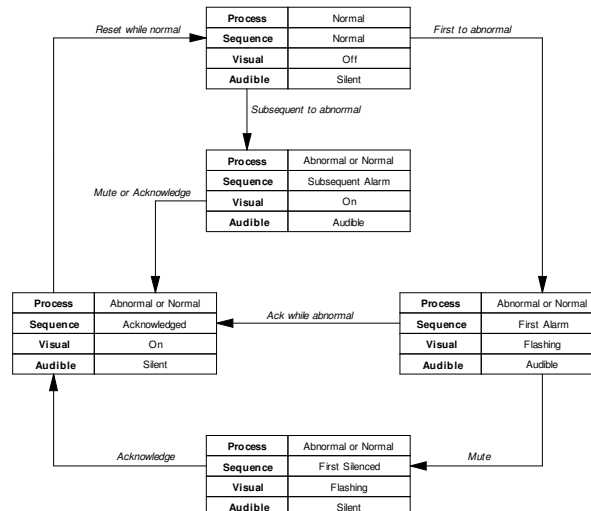 Reset while normal
Process Normal
First to abnormal
Sequence Normal
Visual Off
Audible Silent
Subsequent to abnormal
Process Abnormal or Normal
Sequence Subsequent Alarm
Mute or Acknowledge
Visual On
Audible Audible
Process Abnormal or Normal
Sequence Acknowledged
Visual On
Audible Silent
Ack while abnormal
Process Abnormal or Normal
Sequence First Alarm
Visual Flashing
Audible Audible
Acknowledge
Process Abnormal or Normal
Sequence First Silenced
Visual Flashing
Audible Silent
Mute